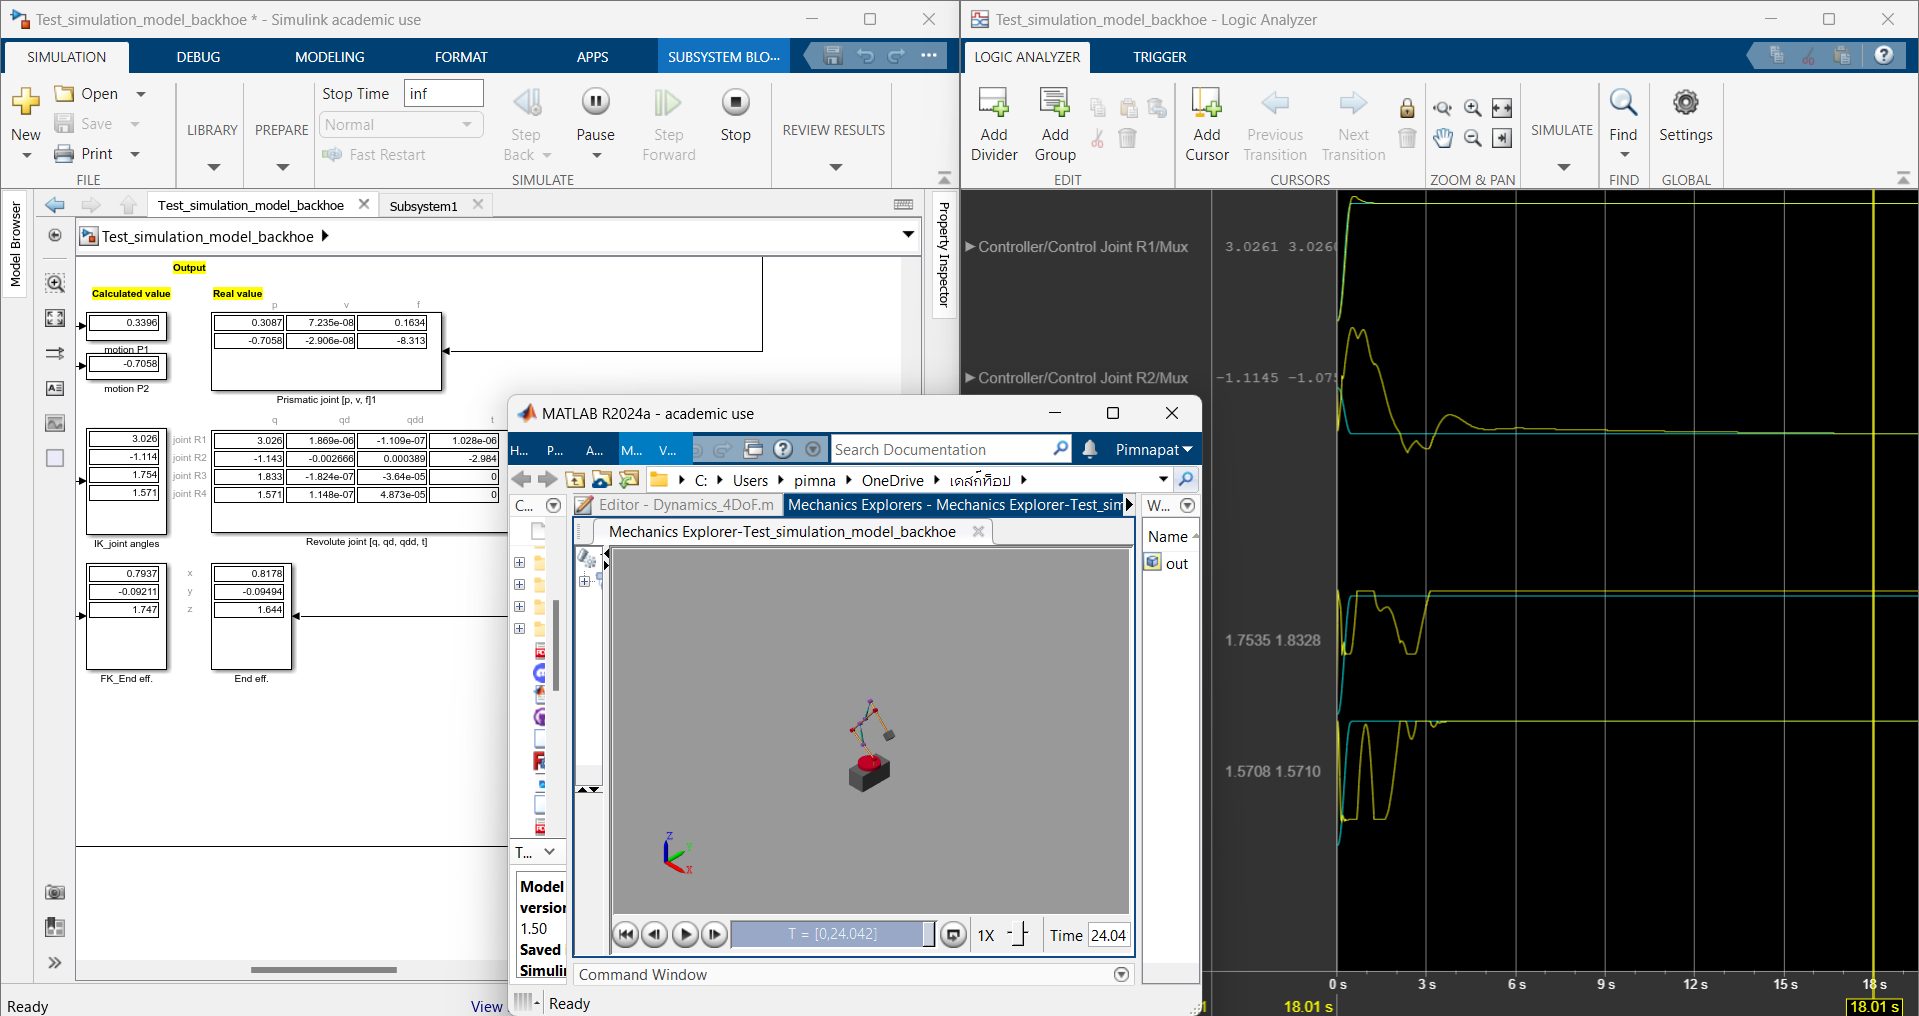 Test_simulation_model_backhoe * - Simulink academic use
SIMULATION DEBUG MODELING FORMAT APPS SUBSYSTEM BLO...
New
Open
Save
Print
FILE
LIBRARY
PREPARE
Stop Time inf
Normal
Fast Restart
Step Back
Pause
Step Forward
Stop
SIMULATE
REVIEW RESULTS
Model Browser
Property Inspector
Test_simulation_model_backhoe
Subsystem1
Test_simulation_model_backhoe
Output
Calculated value
Real value
p v f
0.3396
motion P1
-0.7058
motion P2
0.3087 7.235e-08 0.1634
-0.7058 -2.906e-08 -8.313
Prismatic joint [p, v, f]1
q qd qdd t
3.026 joint R1 3.026 1.869e-06 -1.109e-07 1.028e-06
-1.114 joint R2 -1.143 -0.002666 0.000389 -2.984
1.754 joint R3 1.833 -1.824e-07 -3.64e-05 0
1.571 joint R4 1.571 1.148e-07 4.873e-05 0
IK_joint angles
Revolute joint [q, qd, qdd, t]
0.7937 x 0.8178
-0.09211 y -0.09494
1.747 z 1.644
FK_End eff.
End eff.
Ready
View
MATLAB R2024a - academic use
H... P... A... M... V...
Search Documentation
Pimnapat
C: Users pimna OneDrive เดสก์ท็อป
C...
Editor - Dynamics_4DoF.m
Mechanics Explorers - Mechanics Explorer-Test_sim
W...
Mechanics Explorer-Test_simulation_model_backhoe
Name
out
Z
Y
X
T...
Model
version
1.50
Saved
Simulin
T = [0,24.042]
1X
Time 24.04
Command Window
Ready
Test_simulation_model_backhoe - Logic Analyzer
LOGIC ANALYZER TRIGGER
Add Divider
Add Group
EDIT
Add Cursor
Previous Transition
Next Transition
CURSORS
ZOOM & PAN
SIMULATE
Find
FIND
Settings
GLOBAL
Controller/Control Joint R1/Mux 3.0261 3.0260
Controller/Control Joint R2/Mux -1.1145 -1.075
1.7535 1.8328
1.5708 1.5710
0 s 3 s 6 s 9 s 12 s 15 s 18 s
18.01 s
18.01 s